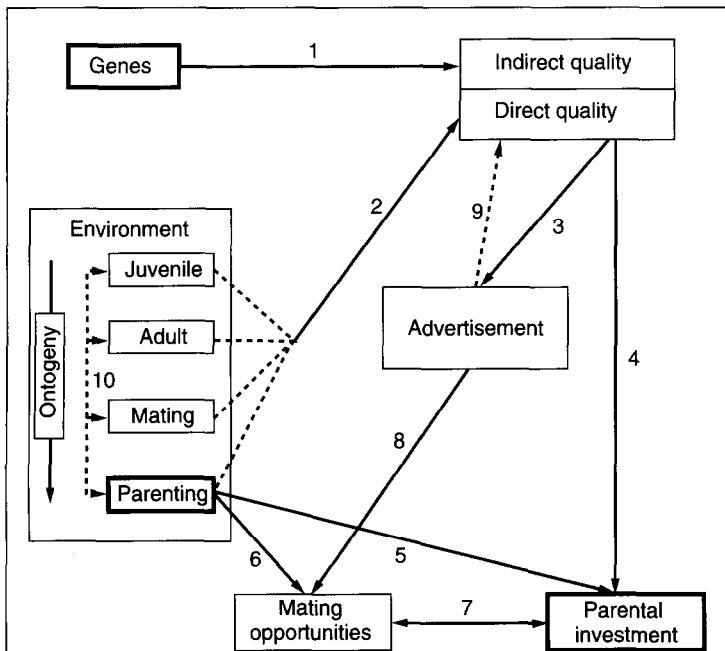 1
Genes
Indirect quality
Direct quality
2
9
3
Environment
Juvenile
Adult
Advertisement
4
Ontogeny
10
Mating
8
Parenting
6
5
Mating
opportunities
7
Parental
investment